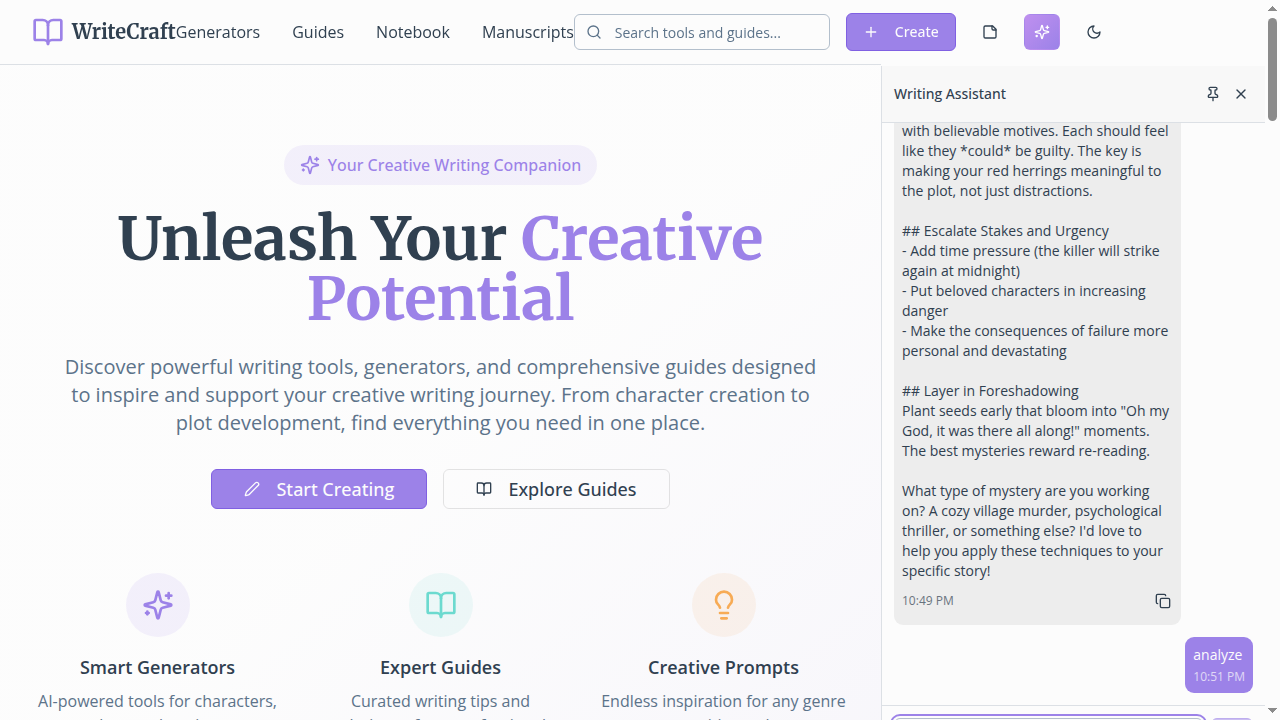 WriteCraft
Generators
Guides
Notebook
Manuscripts
Search tools and guides...
Create
Your Creative Writing Companion
Unleash Your Creative
Potential
Discover powerful writing tools, generators, and comprehensive guides designed
to inspire and support your creative writing journey. From character creation to
plot development, find everything you need in one place.
Start Creating
Explore Guides
Smart Generators
AI-powered tools for characters,
Expert Guides
Curated writing tips and
Creative Prompts
Endless inspiration for any genre
Writing Assistant
with believable motives. Each should feel
like they *could* be guilty. The key is
making your red herrings meaningful to
the plot, not just distractions.
## Escalate Stakes and Urgency
- Add time pressure (the killer will strike
again at midnight)
- Put beloved characters in increasing
danger
- Make the consequences of failure more
personal and devastating
## Layer in Foreshadowing
Plant seeds early that bloom into "Oh my
God, it was there all along!" moments.
The best mysteries reward re-reading.
What type of mystery are you working
on? A cozy village murder, psychological
thriller, or something else? I'd love to
help you apply these techniques to your
specific story!
10:49 PM
analyze
10:51 PM